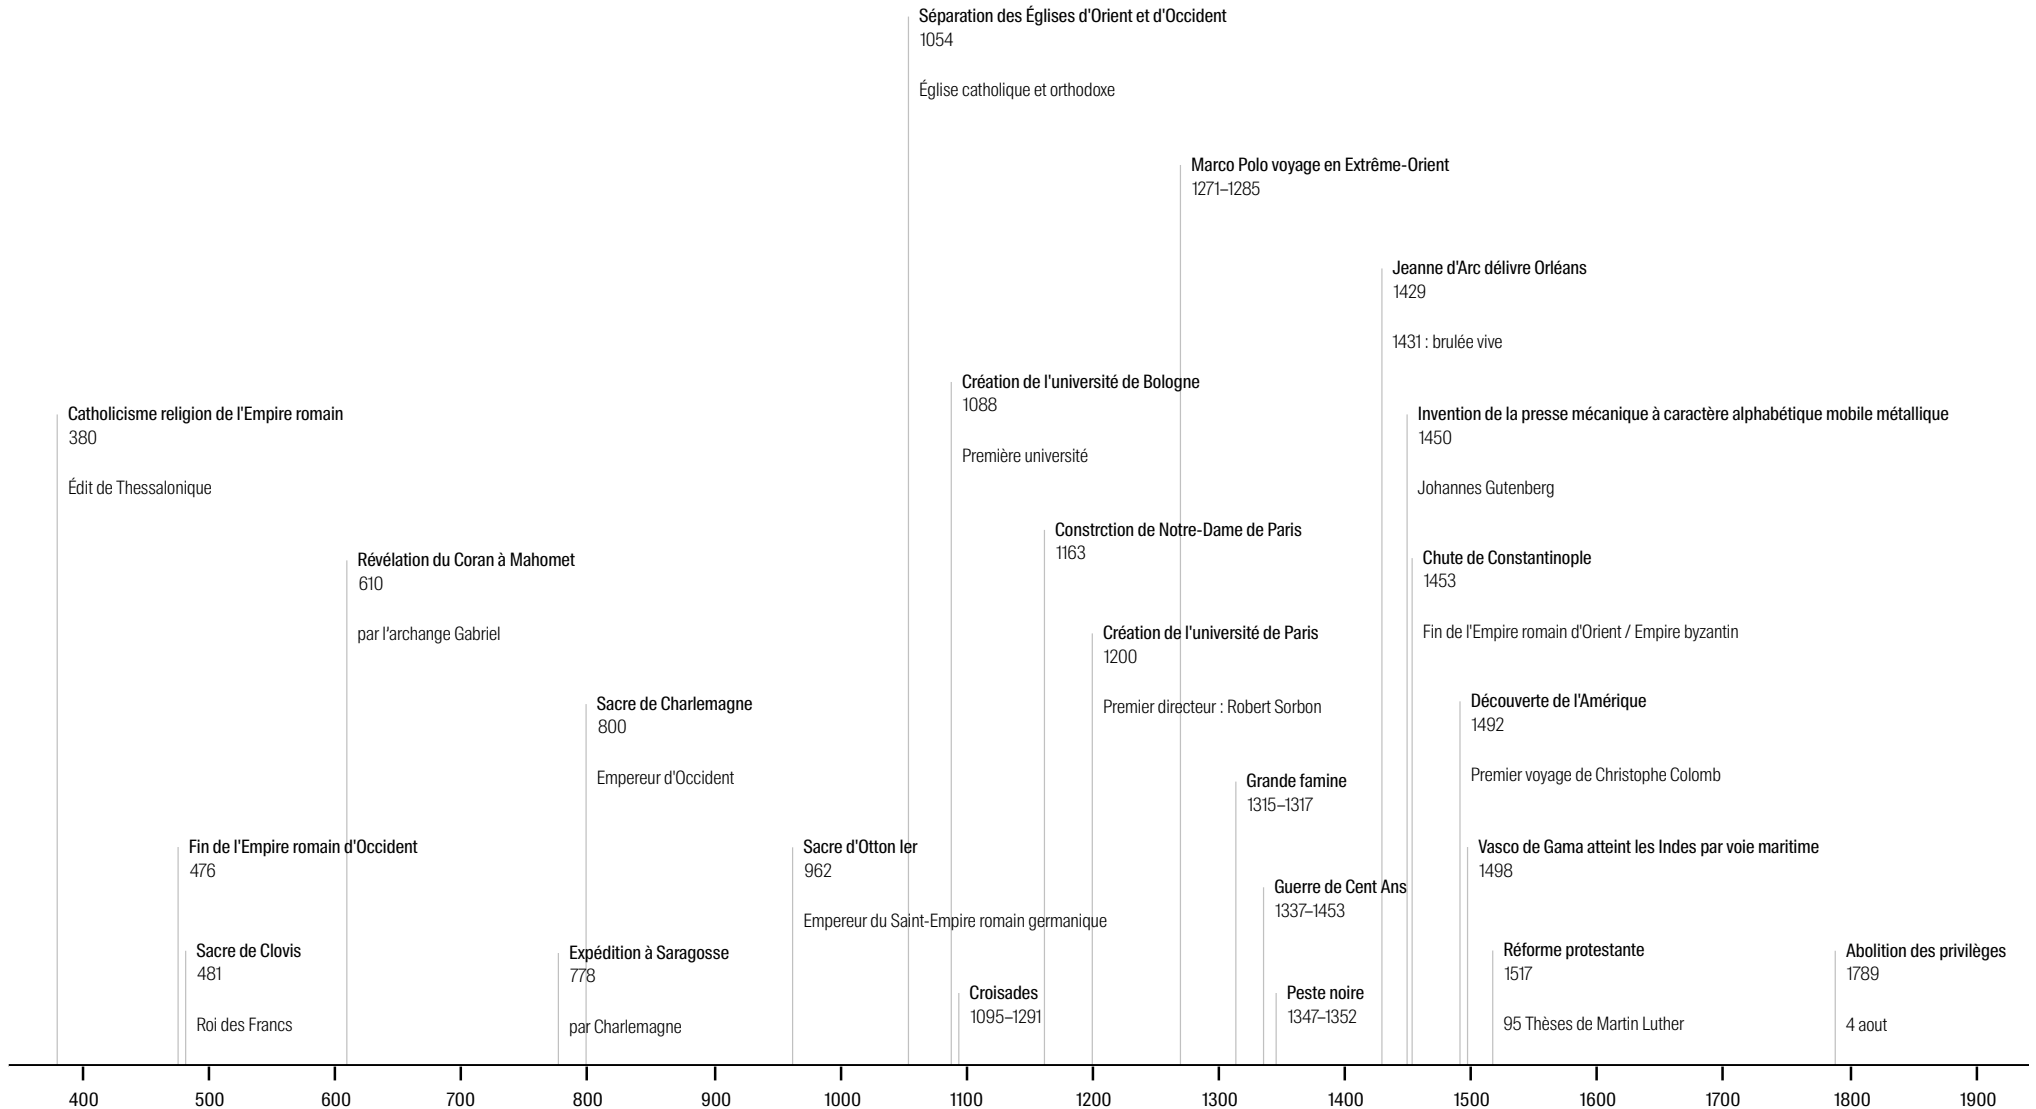 Séparation des Églises d'Orient et d'Occident
1054
Église catholique et orthodoxe
Marco Polo voyage en Extrême-Orient
1271–1285
Jeanne d'Arc délivre Orléans
1429
1431 : brulée vive
Création de l'université de Bologne
1088
Première université
Catholicisme religion de l'Empire romain
380
Édit de Thessalonique
Invention de la presse mécanique à caractère alphabétique mobile métallique
1450
Johannes Gutenberg
Constrction de Notre-Dame de Paris
1163
Révélation du Coran à Mahomet
610
par l'archange Gabriel
Chute de Constantinople
1453
Fin de l'Empire romain d'Orient / Empire byzantin
Création de l'université de Paris
1200
Premier directeur : Robert Sorbon
Sacre de Charlemagne
800
Empereur d'Occident
Découverte de l'Amérique
1492
Premier voyage de Christophe Colomb
Grande famine
1315–1317
Fin de l'Empire romain d'Occident
476
Sacre d'Otton Ier
962
Empereur du Saint-Empire romain germanique
Vasco de Gama atteint les Indes par voie maritime
1498
Guerre de Cent Ans
1337–1453
Sacre de Clovis
481
Roi des Francs
Expédition à Saragosse
778
par Charlemagne
Croisades
1095–1291
Peste noire
1347–1352
Réforme protestante
1517
95 Thèses de Martin Luther
Abolition des privilèges
1789
4 aout
400 500 600 700 800 900 1000 1100 1200 1300 1400 1500 1600 1700 1800 1900